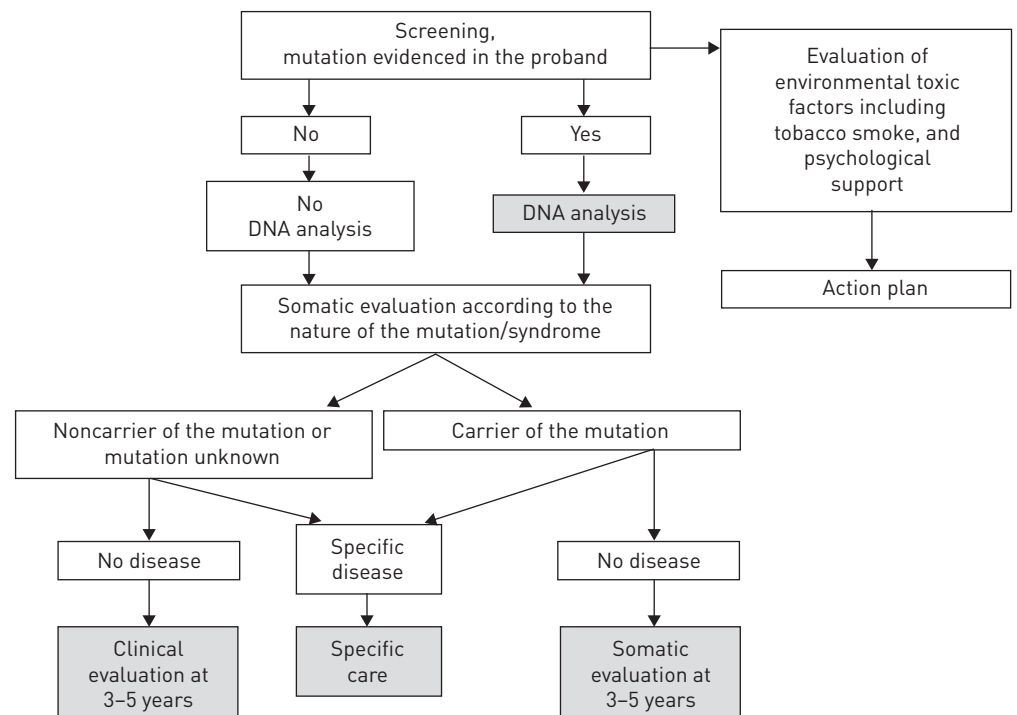 Screening,
mutation evidenced in the proband
Evaluation of
environmental toxic
factors including
tobacco smoke, and
psychological
support
No
Yes
No
DNA analysis
DNA analysis
Action plan
Somatic evaluation according to the
nature of the mutation/syndrome
Noncarrier of the mutation or
mutation unknown
Carrier of the mutation
No disease
Specific
disease
No disease
Clinical
evaluation at
3–5 years
Specific
care
Somatic
evaluation at
3–5 years